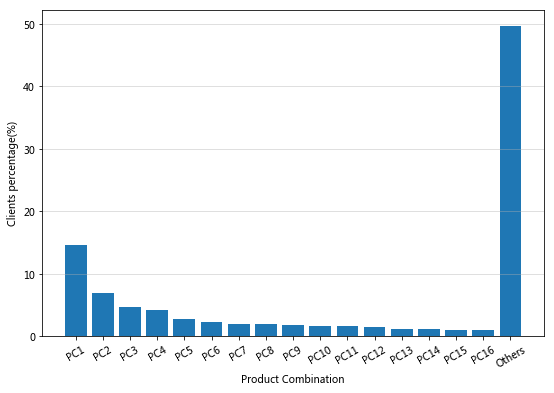 50
40
30
20
10
0
Clients percentage(%)
PC1 PC2 PC3 PC4 PC5 PC6 PC7 PC8 PC9 PC10 PC11 PC12 PC13 PC14 PC15 PC16 Others
Product Combination